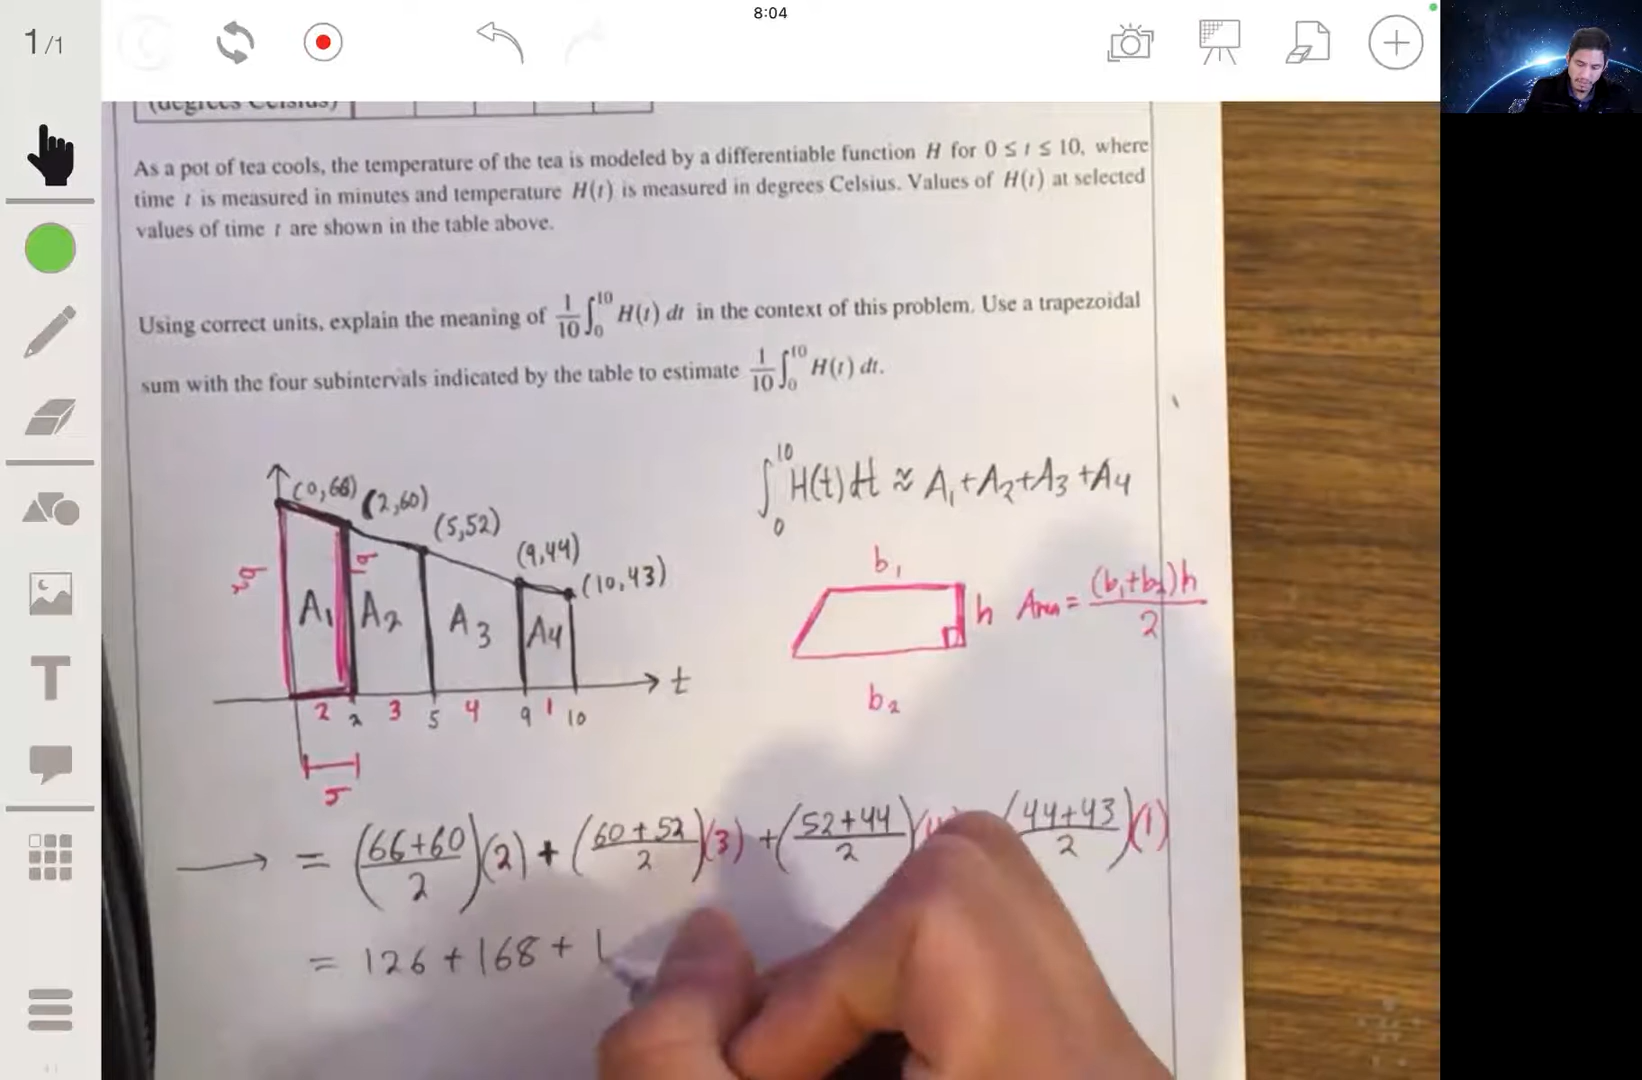 8:04
1/1
(degrees Celsius)
As a pot of tea cools, the temperature of the tea is modeled by a differentiable function H for 0 ≤ t ≤ 10, where
time t is measured in minutes and temperature H(t) is measured in degrees Celsius. Values of H(t) at selected
values of time t are shown in the table above.
Using correct units, explain the meaning of 1/10 ∫₀¹⁰ H(t) dt in the context of this problem. Use a trapezoidal
sum with the four subintervals indicated by the table to estimate 1/10 ∫₀¹⁰ H(t) dt.
∫₀¹⁰ H(t)dt ≈ A₁+A₂+A₃+A₄
(0,66) (2,60)
(5,52)
(9,44)
(10,43)
b₂ b₁
A₁ A₂ A₃ A₄
t
2 2 3 5 4 9 1 10
b₁
h Area = (b₁+b₂)h/2
b₂
= (66+60/2)(2) + (60+52/2)(3) + (52+44/2)( (44+43/2)(1)
= 126 + 168 + 1
T